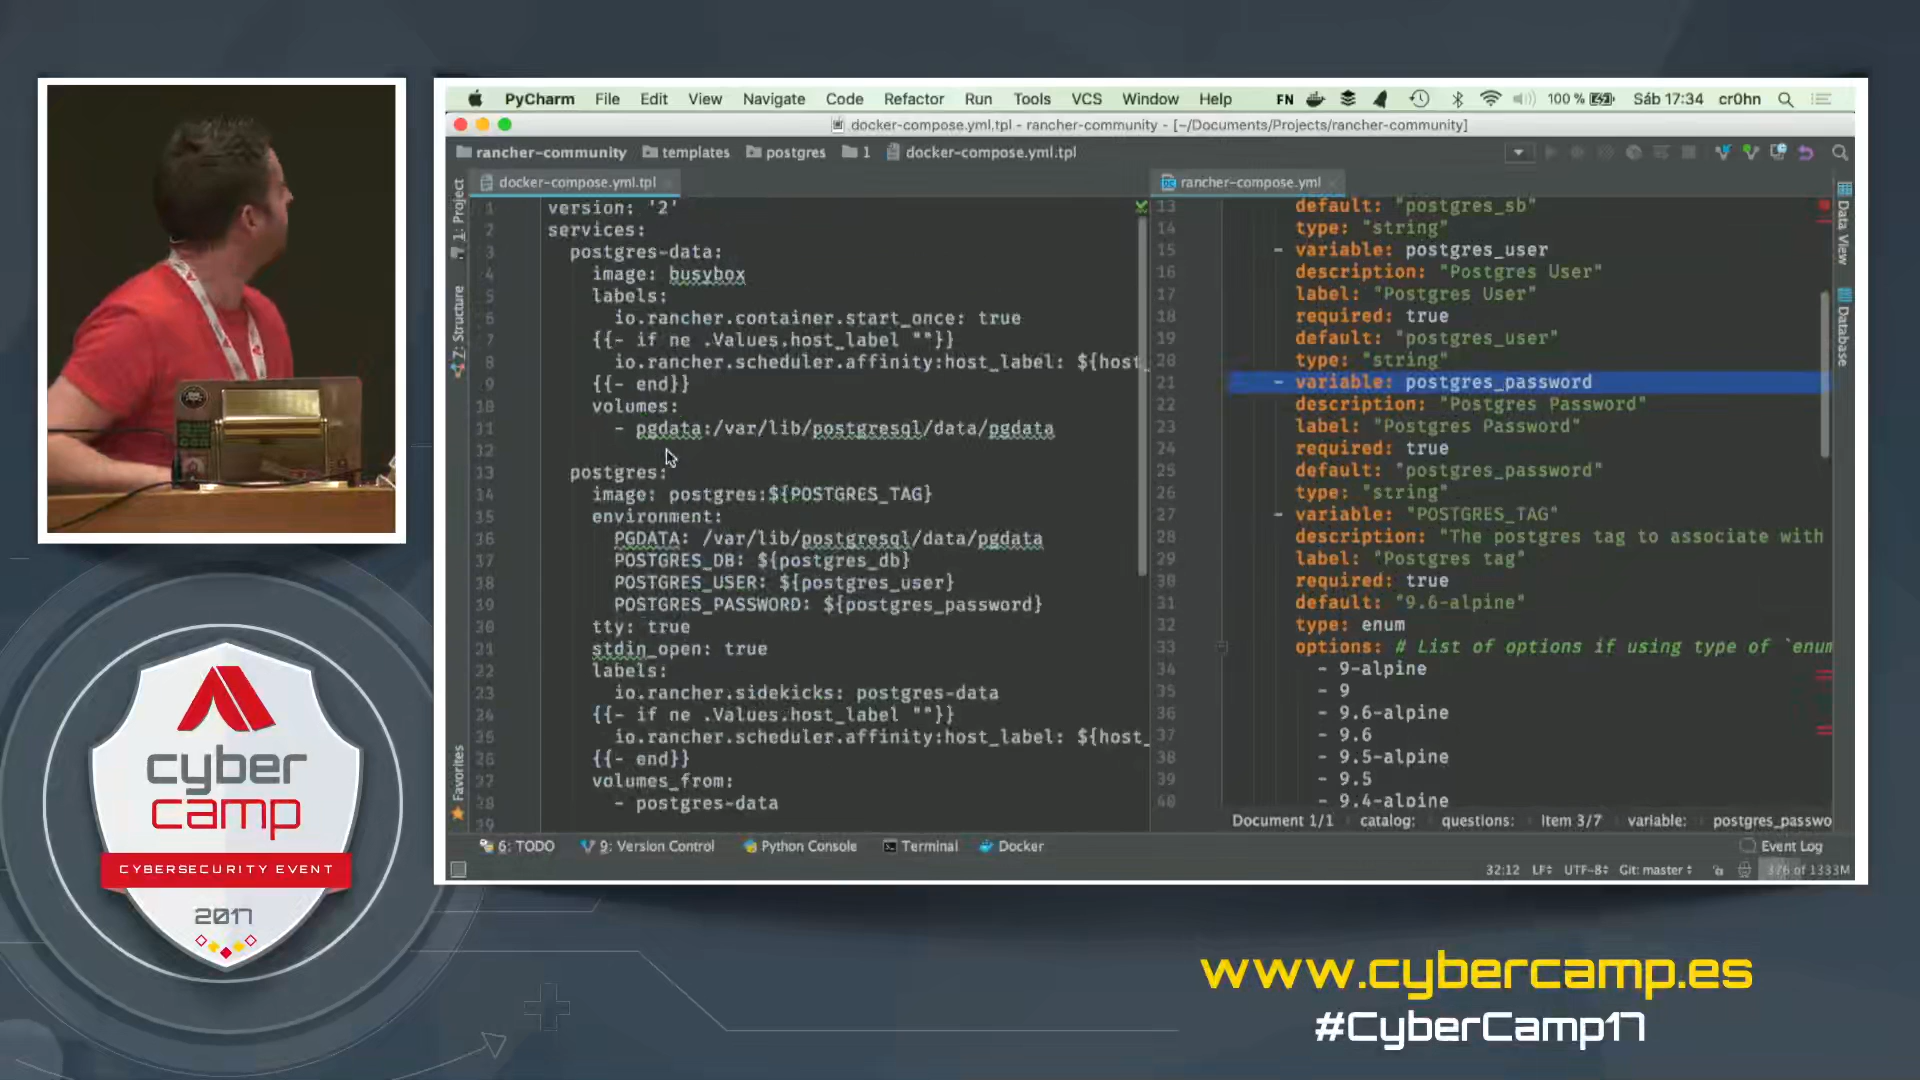 PyCharm File Edit View Navigate Code Refactor Run Tools VCS Window Help FN 100 % Sáb 17:34 cr0hn
docker-compose.yml.tpl - rancher-community - [~/Documents/Projects/rancher-community]
rancher-community templates postgres 1 docker-compose.yml.tpl
docker-compose.yml.tpl
1 version: '2'
2 services:
3 postgres-data:
4 image: busybox
5 labels:
6 io.rancher.container.start_once: true
7 {{- if ne .Values.host_label ""}}
8 io.rancher.scheduler.affinity:host_label: ${host_
9 {{- end}}
10 volumes:
11 - pgdata:/var/lib/postgresql/data/pgdata
12
13 postgres:
14 image: postgres:${POSTGRES_TAG}
15 environment:
16 PGDATA: /var/lib/postgresql/data/pgdata
17 POSTGRES_DB: ${postgres_db}
18 POSTGRES_USER: ${postgres_user}
19 POSTGRES_PASSWORD: ${postgres_password}
20 tty: true
21 stdin_open: true
22 labels:
23 io.rancher.sidekicks: postgres-data
24 {{- if ne .Values.host_label ""}}
25 io.rancher.scheduler.affinity:host_label: ${host_
26 {{- end}}
27 volumes_from:
28 - postgres-data
29
rancher-compose.yml
13 default: "postgres_sb"
14 type: "string"
15 - variable: postgres_user
16 description: "Postgres User"
17 label: "Postgres User"
18 required: true
19 default: "postgres_user"
20 type: "string"
21 - variable: postgres_password
22 description: "Postgres Password"
23 label: "Postgres Password"
24 required: true
25 default: "postgres_password"
26 type: "string"
27 - variable: "POSTGRES_TAG"
28 description: "The postgres tag to associate with
29 label: "Postgres tag"
30 required: true
31 default: "9.6-alpine"
32 type: enum
33 options: # List of options if using type of `enum
34 - 9-alpine
35 - 9
36 - 9.6-alpine
37 - 9.6
38 - 9.5-alpine
39 - 9.5
40 - 9.4-alpine
Document 1/1 catalog: questions: Item 3/7 variable: postgres_passwo
1: Project
Z: Structure
Favorites
Data View
Database
6: TODO 9: Version Control Python Console Terminal Docker Event Log
32:12 LF UTF-8 Git: master 376 of 1333M
cyber
camp
CYBERSECURITY EVENT
2017
www.cybercamp.es
#CyberCamp17